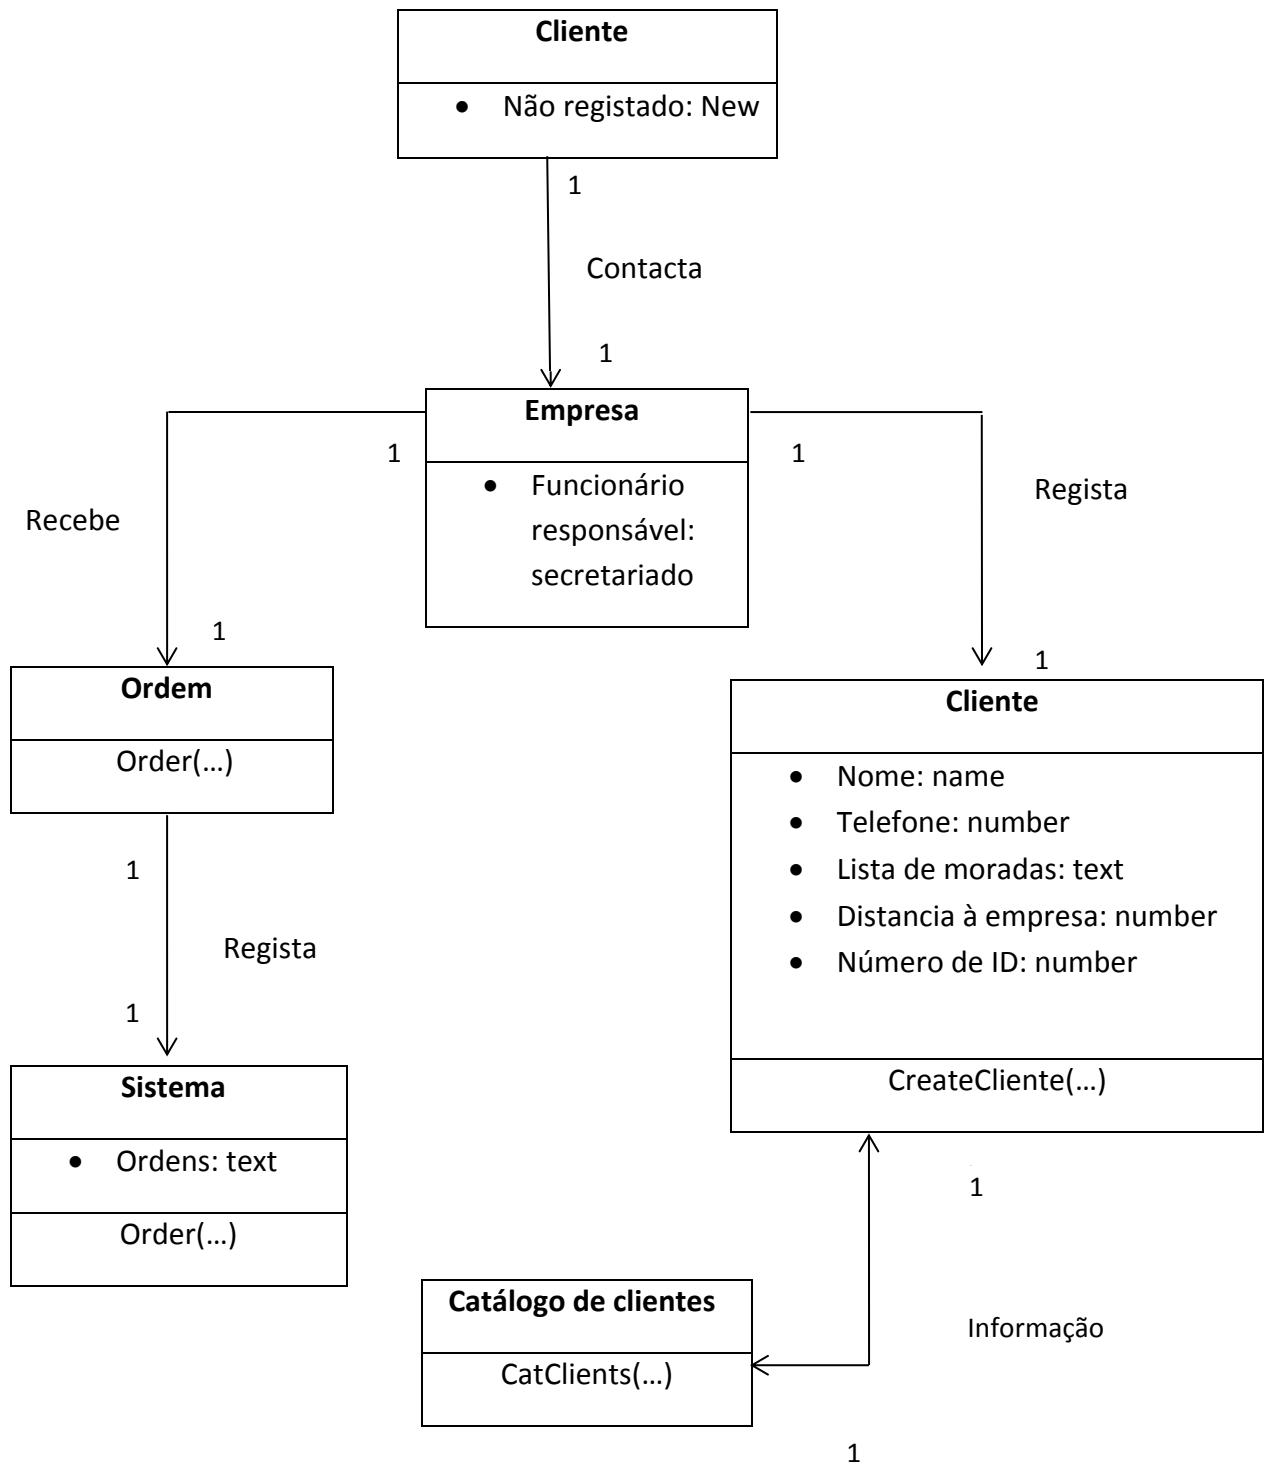 Cliente
• Não registado: New
1
Contacta
1
Empresa
• Funcionário
responsável:
secretariado
1
1
Recebe
Regista
1
1
Ordem
Order(...)
Cliente
• Nome: name
• Telefone: number
• Lista de moradas: text
• Distancia à empresa: number
• Número de ID: number
CreateCliente(...)
1
Regista
1
Sistema
• Ordens: text
Order(...)
1
Informação
Catálogo de clientes
CatClients(...)
1